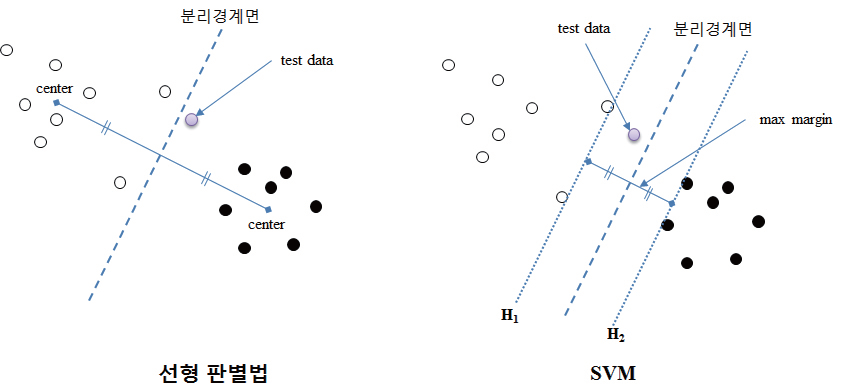 분리경계면
test data
center
center
선형 판별법
test data
분리경계면
max margin
H1
H2
SVM